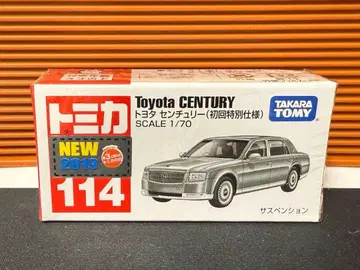 トミカ
NEW
2019
114
Toyota CENTURY
トヨタ センチュリー(初回特別仕様)
SCALE 1/70
TAKARA
TOMY
サスペンション